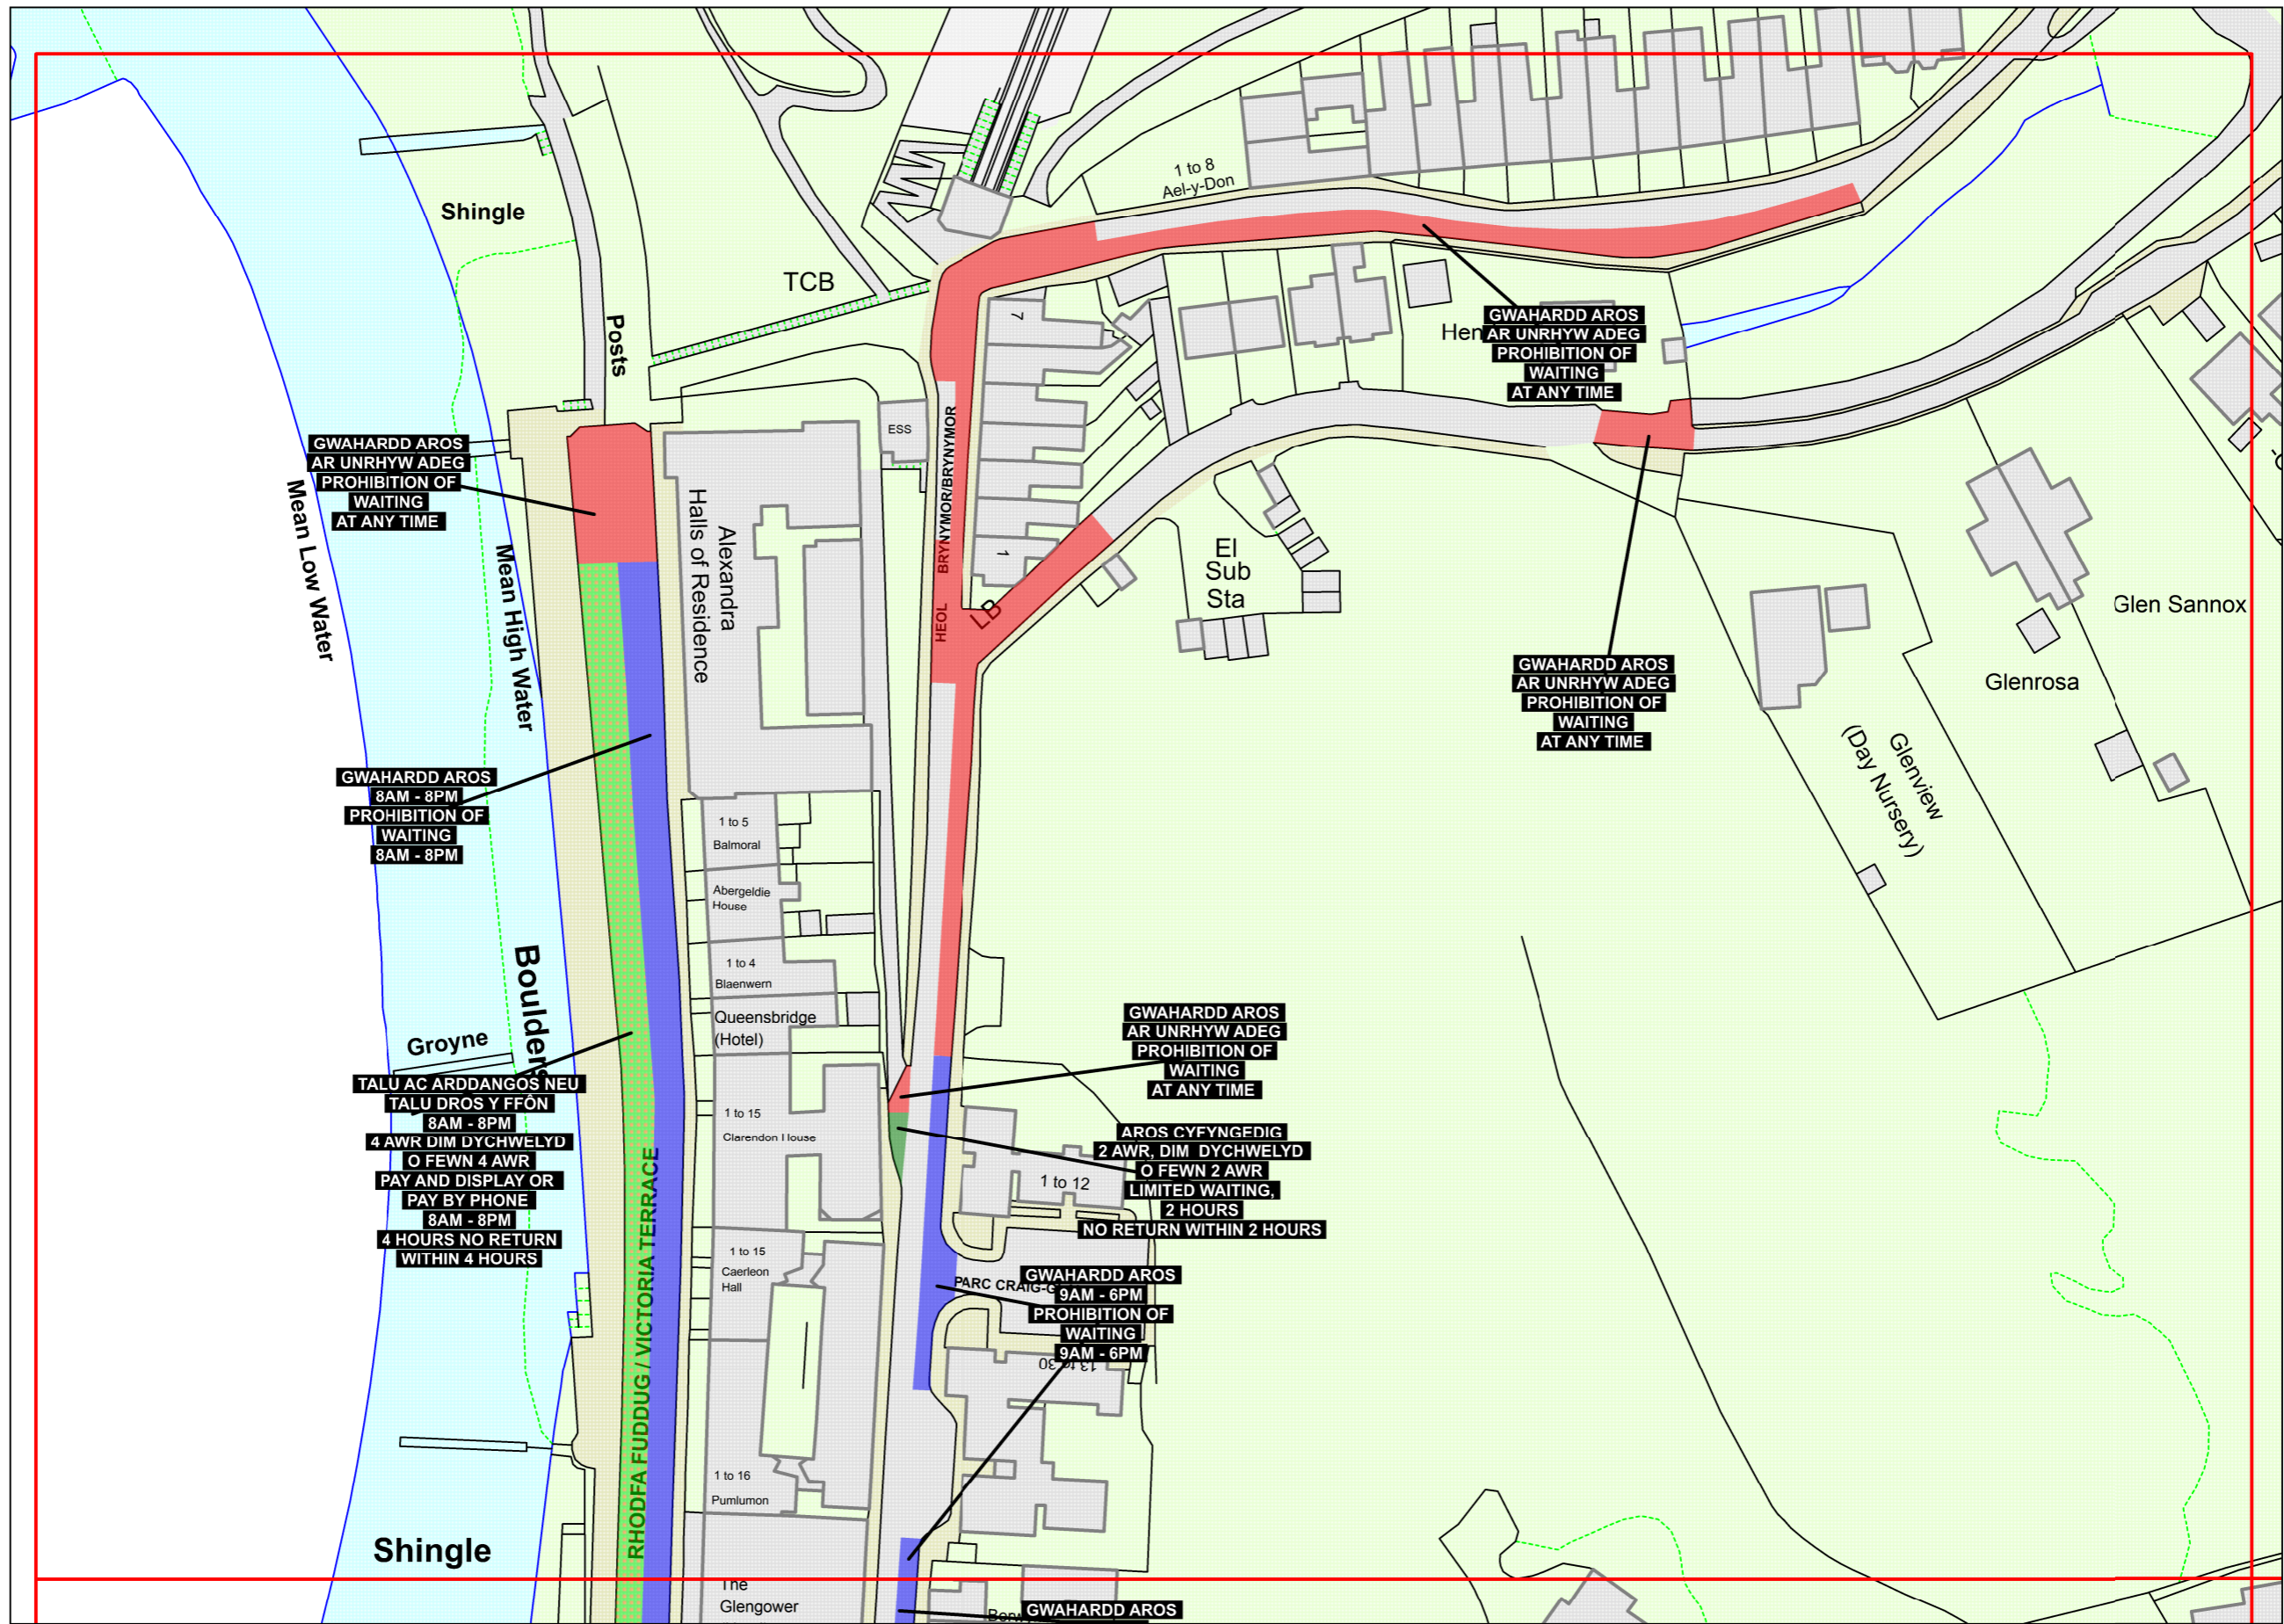 1 to 8
Ael-y-Don
Shingle
TCB
Posts
7
GWAHARDD AROS
AR UNRHYW ADEG
PROHIBITION OF
WAITING
AT ANY TIME
ESS
GWAHARDD AROS
AR UNRHYW ADEG
PROHIBITION OF
WAITING
AT ANY TIME
Mean Low Water
Mean High Water
Alexandra
Halls of Residence
HEOL BRYNYMOR/BRYNYMOR
1
LB
El
Sub
Sta
Glen Sannox
Glenrosa
GWAHARDD AROS
AR UNRHYW ADEG
PROHIBITION OF
WAITING
AT ANY TIME
Glenview
(Day Nursery)
GWAHARDD AROS
8AM - 8PM
PROHIBITION OF
WAITING
8AM - 8PM
1 to 5
Balmoral
Abergeldie
House
1 to 4
Blaenwern
Queensbridge
(Hotel)
Boulders
Groyne
TALU AC ARDDANGOS NEU
TALU DROS Y FFÔN
8AM - 8PM
4 AWR DIM DYCHWELYD
O FEWN 4 AWR
PAY AND DISPLAY OR
PAY BY PHONE
8AM - 8PM
4 HOURS NO RETURN
WITHIN 4 HOURS
GWAHARDD AROS
AR UNRHYW ADEG
PROHIBITION OF
WAITING
AT ANY TIME
1 to 15
Clarendon House
AROS CYFYNGEDIG
2 AWR, DIM DYCHWELYD
O FEWN 2 AWR
LIMITED WAITING,
2 HOURS
NO RETURN WITHIN 2 HOURS
1 to 12
RHODFA FUDDUG / VICTORIA TERRACE
1 to 15
Caerleon
Hall
PARC
GWAHARDD AROS
9AM - 6PM
PROHIBITION OF
WAITING
9AM - 6PM
13 to 30
1 to 16
Pumlumon
Shingle
The
Glengower
GWAHARDD AROS